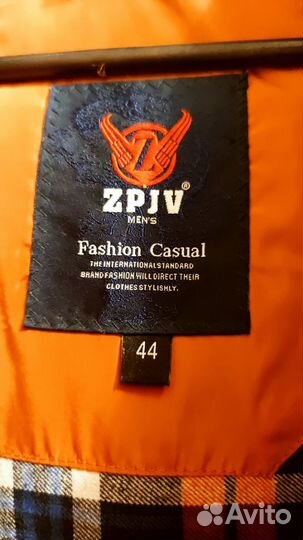 Z
ZPJV®
MEN'S
Fashion Casual
THE INTERNATIONAL STANDARD
BRAND FASHION WILL DIRECT THEIR
CLOTHES STYLISHLY.
44
Avito